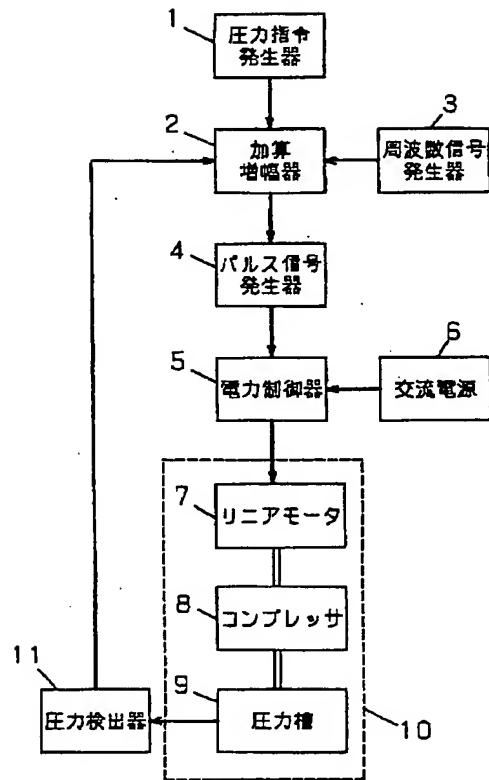 1
圧力指令
発生器
2
加算
増幅器
3
周波数信号
発生器
4
パルス信号
発生器
5
電力制御器
6
交流電源
7
リニアモータ
8
コンプレッサ
9
圧力槽
10
11
圧力検出器